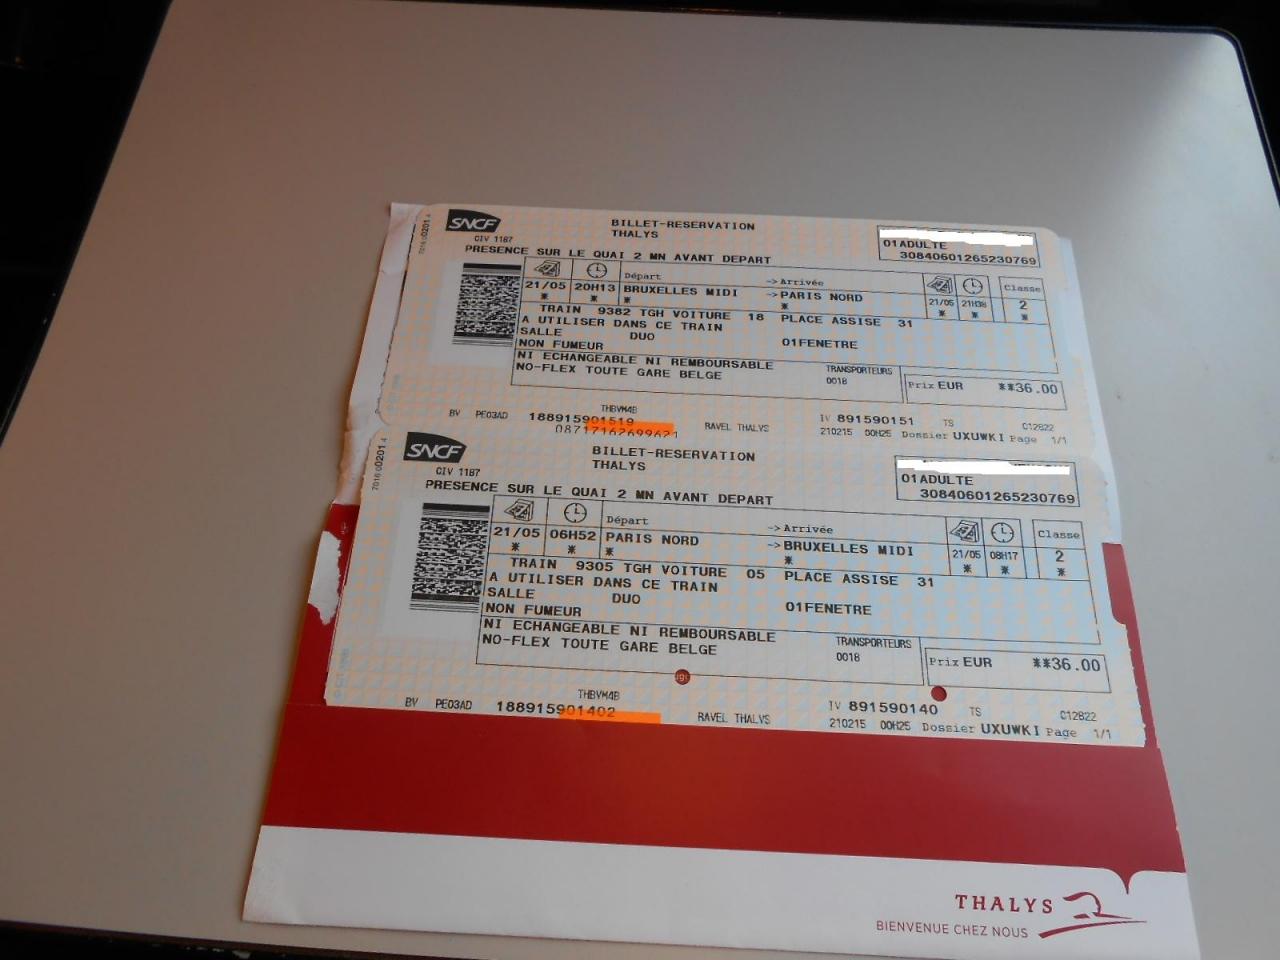 SNCF
CIV 1187
BILLET-RESERVATION
THALYS
01ADULTE
30840601265230769
PRESENCE SUR LE QUAI 2 MN AVANT DEPART
Départ -> Arrivée Classe
21/05 20H13 BRUXELLES MIDI -> PARIS NORD 21/05 21H38 2
* * * * * * *
TRAIN 9382 TGH VOITURE 18 PLACE ASSISE 31
A UTILISER DANS CE TRAIN
SALLE DUO 01FENETRE
NON FUMEUR
NI ECHANGEABLE NI REMBOURSABLE
NO-FLEX TOUTE GARE BELGE
TRANSPORTEURS
0018
Prix EUR **36.00
THBVM4B
BV PE03AD 188915901519 RAVEL THALYS IV 891590151 TS C12822
08717162699621 210215 00H25 Dossier UXUWKI Page 1/1
SNCF
CIV 1187
BILLET-RESERVATION
THALYS
01ADULTE
30840601265230769
PRESENCE SUR LE QUAI 2 MN AVANT DEPART
Départ -> Arrivée Classe
21/05 06H52 PARIS NORD -> BRUXELLES MIDI 21/05 08H17 2
* * * * * * *
TRAIN 9305 TGH VOITURE 05 PLACE ASSISE 31
A UTILISER DANS CE TRAIN
SALLE DUO 01FENETRE
NON FUMEUR
NI ECHANGEABLE NI REMBOURSABLE
NO-FLEX TOUTE GARE BELGE
TRANSPORTEURS
0018
Prix EUR **36.00
THBVM4B
BV PE03AD 188915901402 RAVEL THALYS IV 891590140 TS C12822
210215 00H25 Dossier UXUWKI Page 1/1
THALYS
BIENVENUE CHEZ NOUS